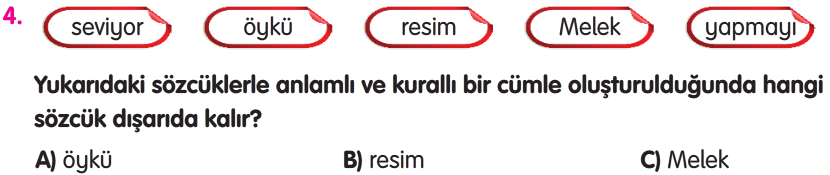 4. seviyor öykü resim Melek yapmayı
Yukarıdaki sözcüklerle anlamlı ve kurallı bir cümle oluşturulduğunda hangi
sözcük dışarıda kalır?
A) öykü B) resim C) Melek